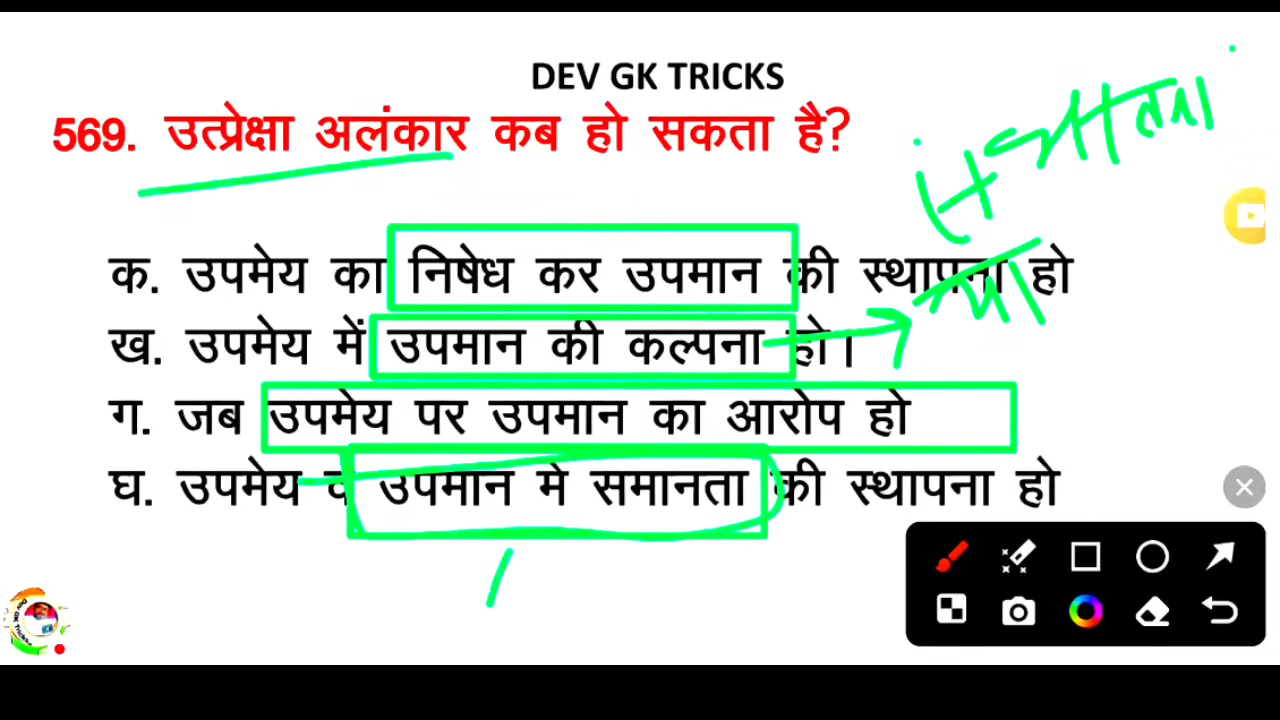 DEV GK TRICKS
569. उत्प्रेक्षा अलंकार कब हो सकता है?
क. उपमेय का निषेध कर उपमान की स्थापना हो
ख. उपमेय में उपमान की कल्पना हो।
ग. जब उपमेय पर उपमान का आरोप हो
घ. उपमेय व उपमान मे समानता की स्थापना हो